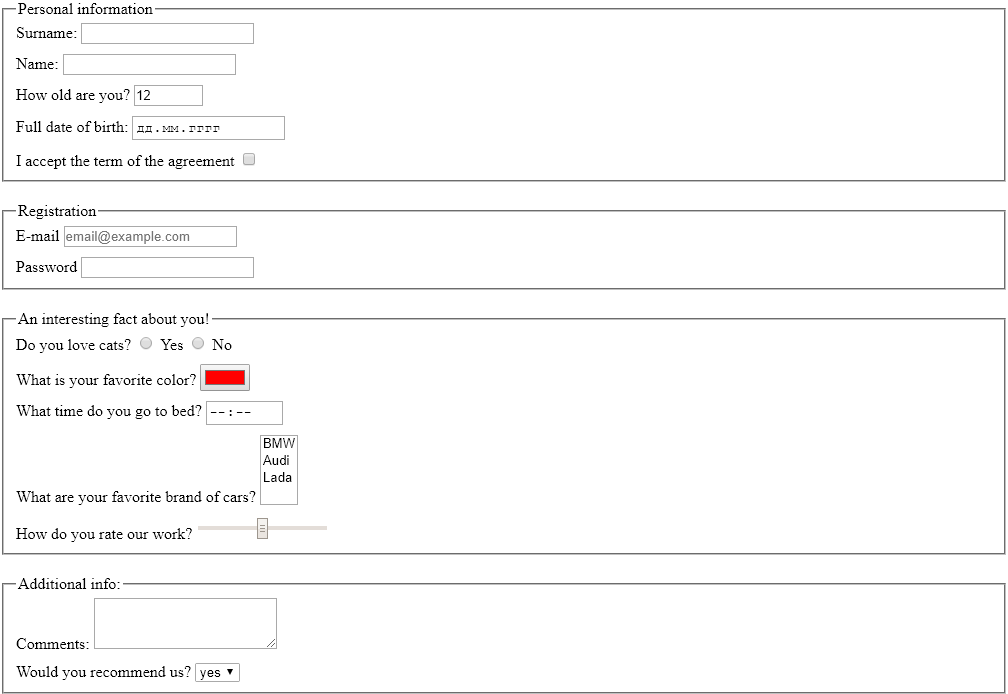 Personal information
Surname:
Name:
How old are you? 12
Full date of birth: дд.мм.гггг
I accept the term of the agreement
Registration
E-mail email@example.com
Password
An interesting fact about you!
Do you love cats? Yes No
What is your favorite color?
What time do you go to bed? --:--
BMW
Audi
Lada
What are your favorite brand of cars?
How do you rate our work?
Additional info:
Comments:
Would you recommend us? yes